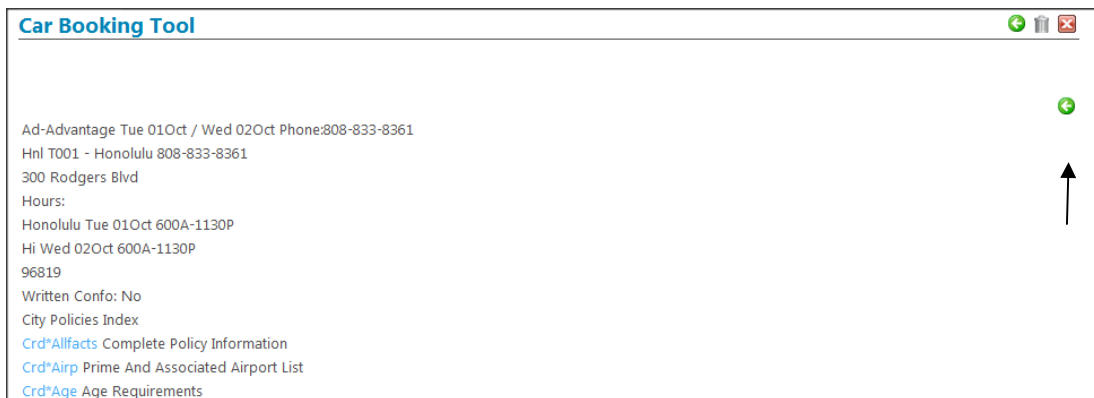 Car Booking Tool
Ad-Advantage Tue 01Oct / Wed 02Oct Phone:808-833-8361
Hnl T001 - Honolulu 808-833-8361
300 Rodgers Blvd
Hours:
Honolulu Tue 01Oct 600A-1130P
Hi Wed 02Oct 600A-1130P
96819
Written Confo: No
City Policies Index
Crd*Allfacts Complete Policy Information
Crd*Airp Prime And Associated Airport List
Crd*Age Age Requirements